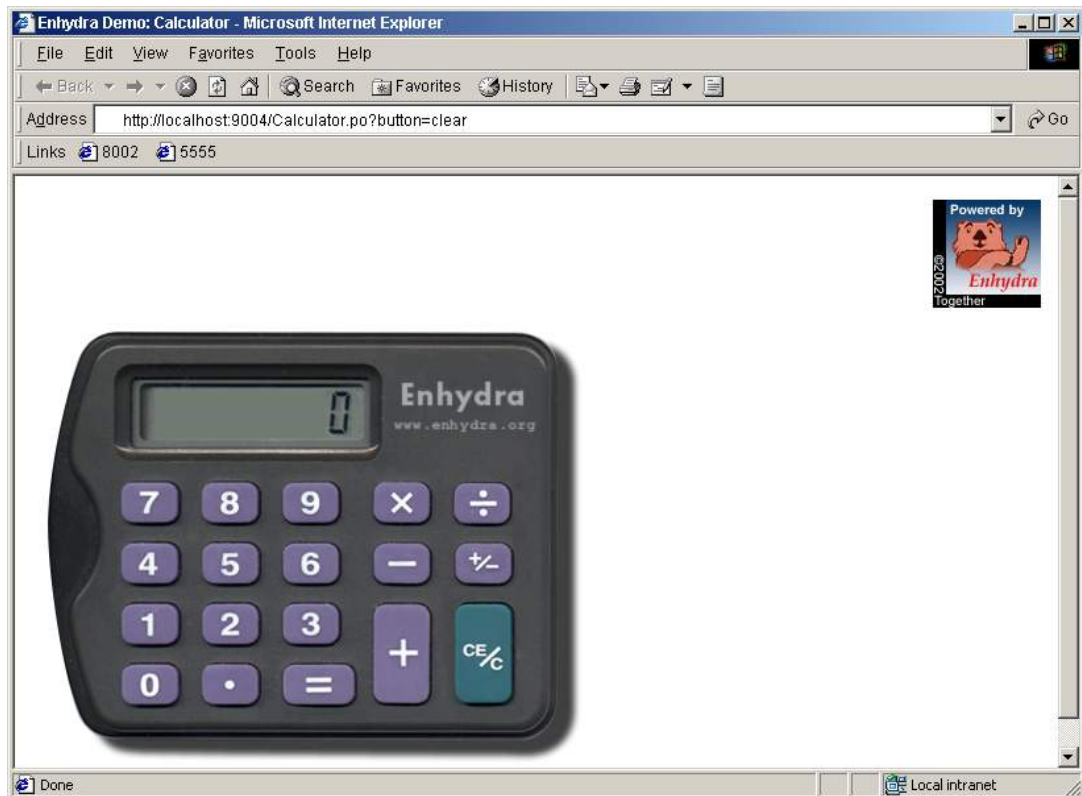 Enhydra Demo: Calculator - Microsoft Internet Explorer
File Edit View Favorites Tools Help
Back Search Favorites History
Address http://localhost:9004/Calculator.po?button=clear Go
Links 8002 5555
Powered by
Enhydra
©2002
Together
0
Enhydra
www.enhydra.org
7 8 9 × ÷
4 5 6 − +/−
1 2 3
+ CE/C
0 . =
Done Local intranet